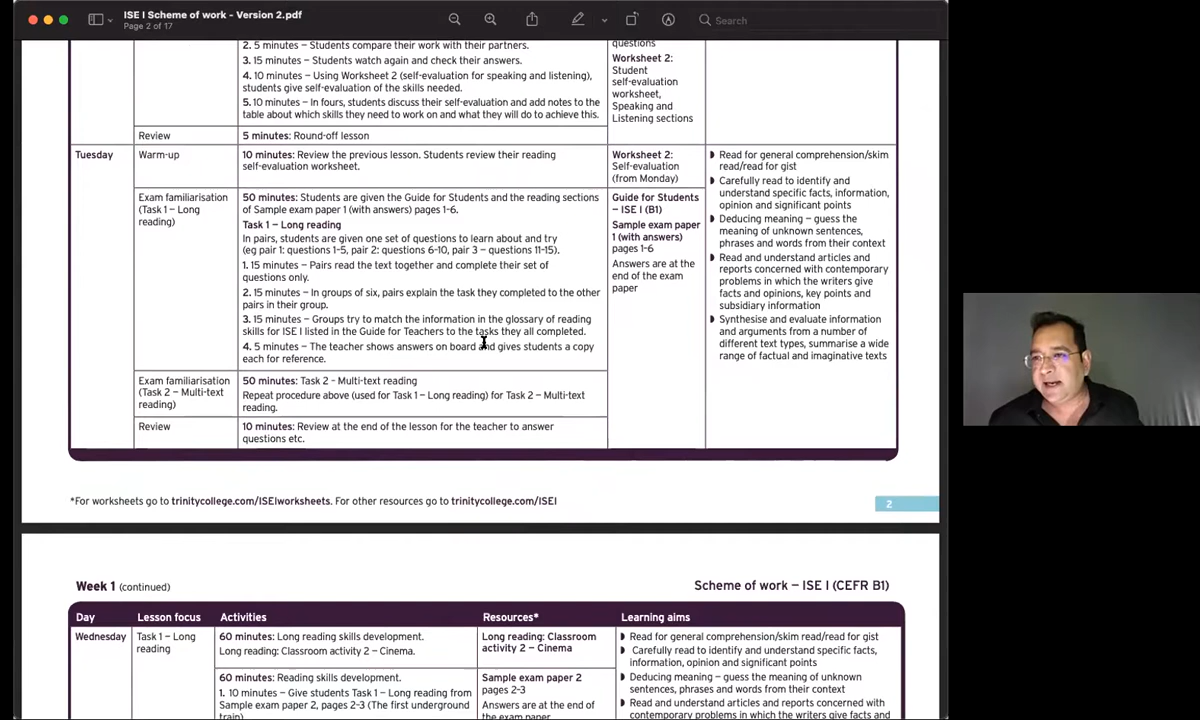 ISE I Scheme of work - Version 2.pdf
Page 2 of 17
Search
2. 5 minutes – Students compare their work with their partners.
3. 15 minutes – Students watch again and check their answers.
4. 10 minutes – Using Worksheet 2 (self-evaluation for speaking and listening),
students give self-evaluation of the skills needed.
5. 10 minutes – In fours, students discuss their self-evaluation and add notes to the
table about which skills they need to work on and what they will do to achieve this.
questions
Worksheet 2:
Student
self-evaluation
worksheet,
Speaking and
Listening sections
Review
5 minutes: Round-off lesson
Tuesday
Warm-up
10 minutes: Review the previous lesson. Students review their reading
self-evaluation worksheet.
Worksheet 2:
Self-evaluation
(from Monday)
Exam familiarisation
(Task 1 – Long
reading)
50 minutes: Students are given the Guide for Students and the reading sections
of Sample exam paper 1 (with answers) pages 1-6.
Task 1 – Long reading
In pairs, students are given one set of questions to learn about and try
(eg pair 1: questions 1-5, pair 2: questions 6-10, pair 3 – questions 11-15).
1. 15 minutes – Pairs read the text together and complete their set of
questions only.
2. 15 minutes – In groups of six, pairs explain the task they completed to the other
pairs in their group.
3. 15 minutes – Groups try to match the information in the glossary of reading
skills for ISE I listed in the Guide for Teachers to the tasks they all completed.
4. 5 minutes – The teacher shows answers on board and gives students a copy
each for reference.
Guide for Students
– ISE I (B1)
Sample exam paper
1 (with answers)
pages 1-6
Answers are at the
end of the exam
paper
Exam familiarisation
(Task 2 – Multi-text
reading)
50 minutes: Task 2 - Multi-text reading
Repeat procedure above (used for Task 1 – Long reading) for Task 2 – Multi-text
reading.
Review
10 minutes: Review at the end of the lesson for the teacher to answer
questions etc.
Read for general comprehension/skim
read/read for gist
Carefully read to identify and
understand specific facts, information,
opinion and significant points
Deducing meaning – guess the
meaning of unknown sentences,
phrases and words from their context
Read and understand articles and
reports concerned with contemporary
problems in which the writers give
facts and opinions, key points and
subsidiary information
Synthesise and evaluate information
and arguments from a number of
different text types, summarise a wide
range of factual and imaginative texts
*For worksheets go to trinitycollege.com/ISEIworksheets. For other resources go to trinitycollege.com/ISEI
2
Week 1 (continued)
Scheme of work – ISE I (CEFR B1)
Day
Lesson focus
Activities
Resources*
Learning aims
Wednesday
Task 1 – Long
reading
60 minutes: Long reading skills development.
Long reading: Classroom activity 2 – Cinema.
Long reading: Classroom
activity 2 – Cinema
60 minutes: Reading skills development.
1. 10 minutes – Give students Task 1 – Long reading from
Sample exam paper 2, pages 2-3 (The first underground
train)
Sample exam paper 2
pages 2-3
Answers are at the end of
the exam paper
Read for general comprehension/skim read/read for gist
Carefully read to identify and understand specific facts,
information, opinion and significant points
Deducing meaning – guess the meaning of unknown
sentences, phrases and words from their context
Read and understand articles and reports concerned with
contemporary problems in which the writers give facts and